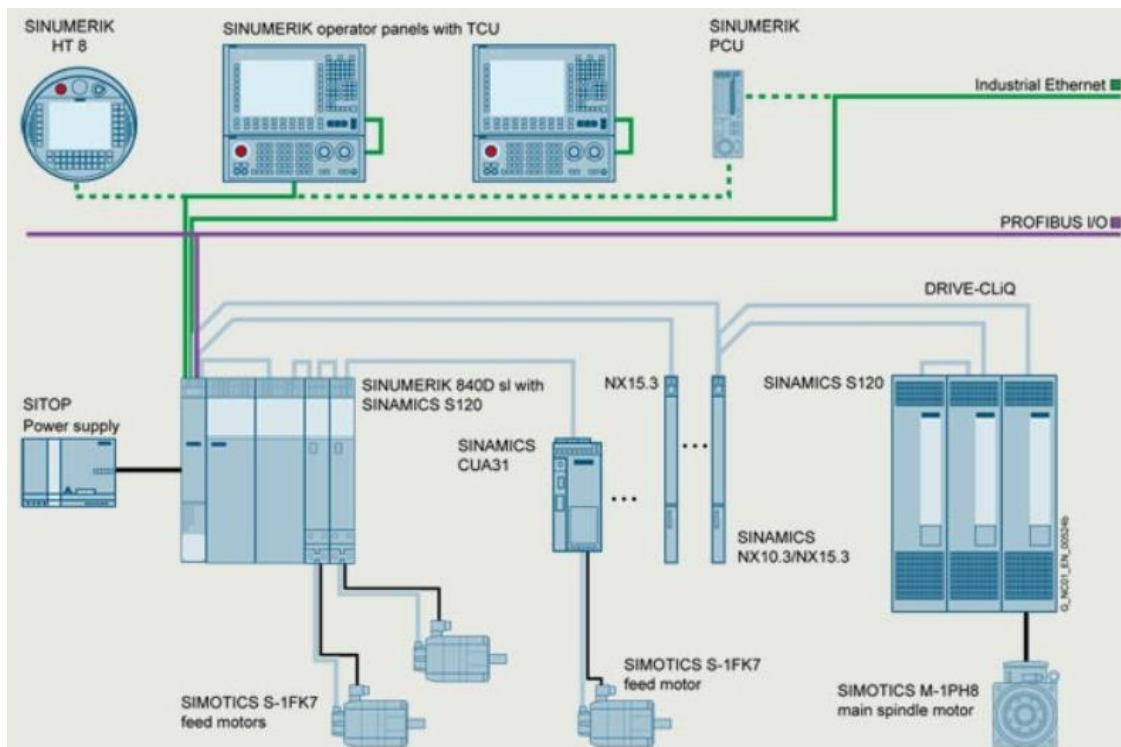 SINUMERIK
HT 8
SINUMERIK operator panels with TCU
SINUMERIK
PCU
Industrial Ethernet
PROFIBUS I/O
DRIVE-CLiQ
SITOP
Power supply
SINUMERIK 840D sl with
SINAMICS S120
SINAMICS
CUA31
NX15.3
SINAMICS
NX10.3/NX15.3
SINAMICS S120
G_NC01_EN_00524b
SIMOTICS S-1FK7
feed motors
SIMOTICS S-1FK7
feed motor
SIMOTICS M-1PH8
main spindle motor